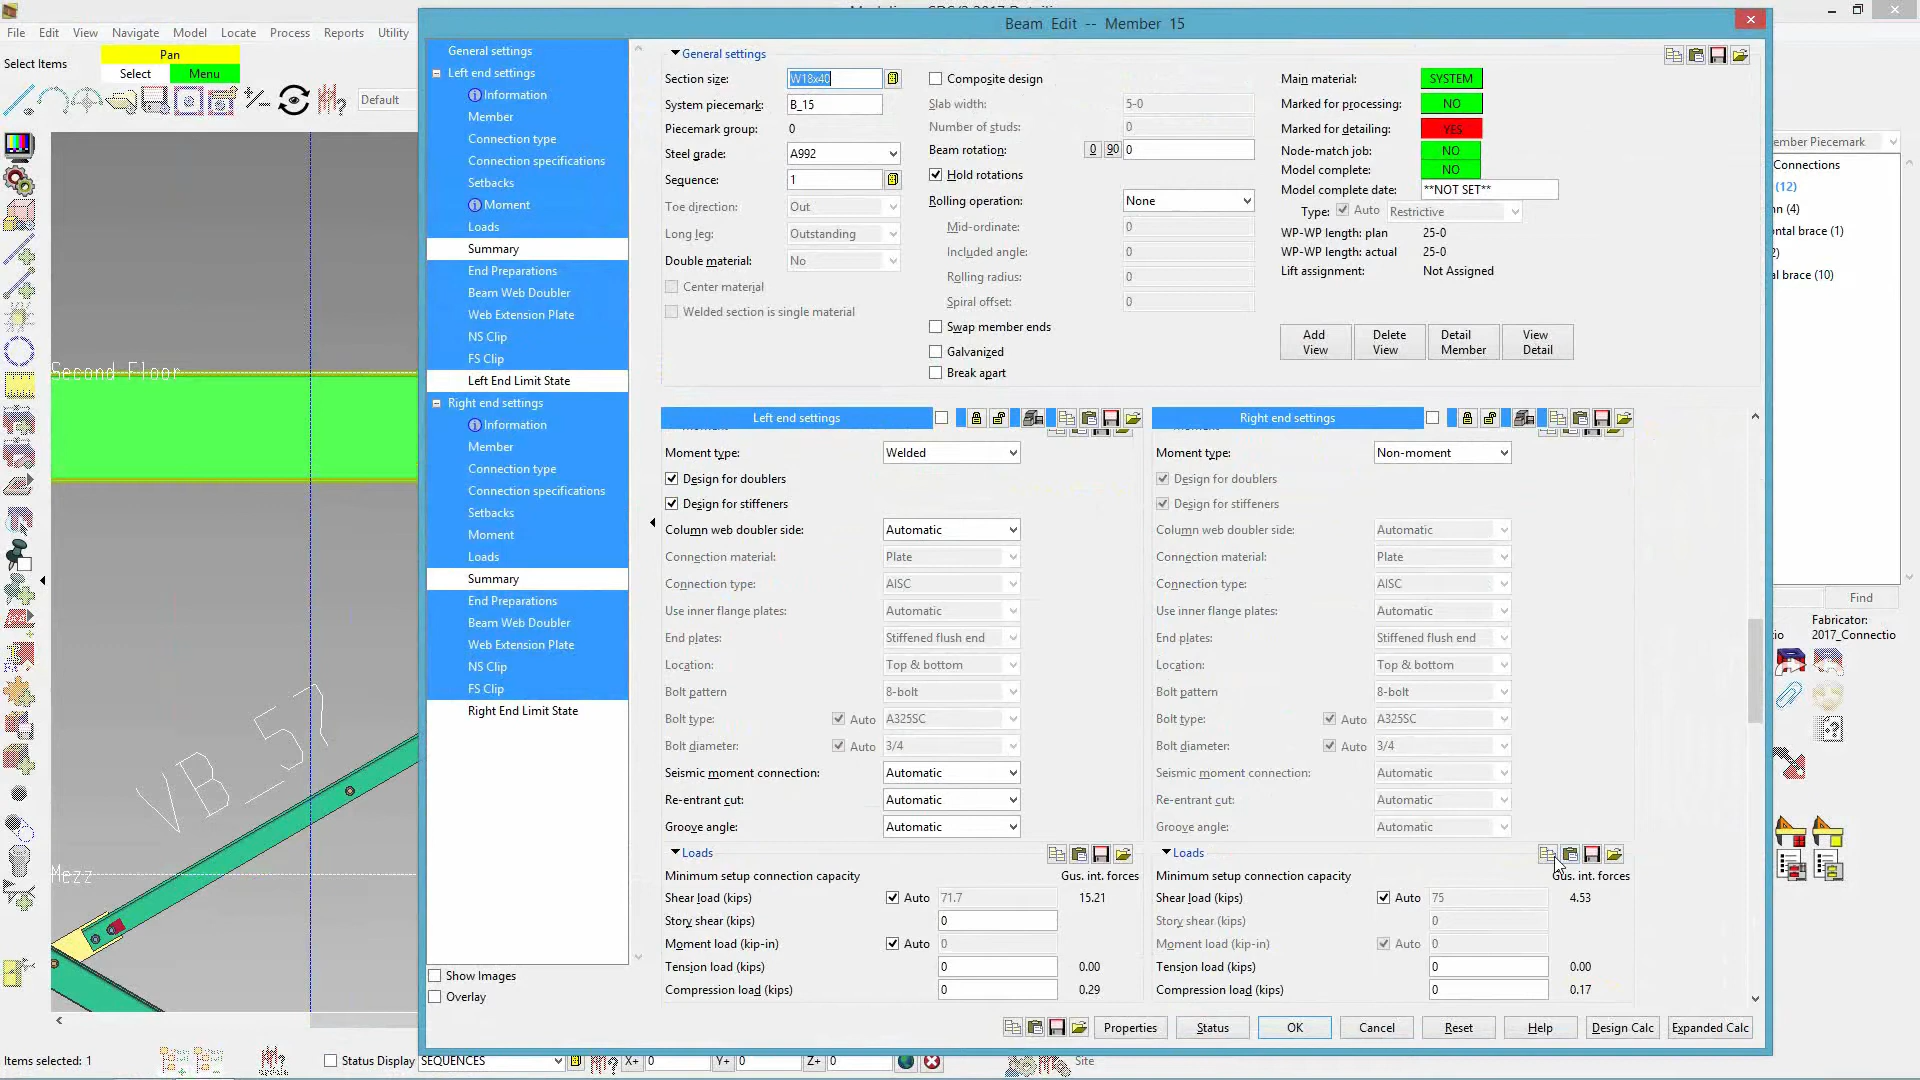 Beam Edit -- Member 15
File Edit View Navigate Model Locate Process Reports Utility
Select Items
Pan
Select Menu
Default
General settings
Left end settings
Information
Member
Connection type
Connection specifications
Setbacks
Moment
Loads
Summary
End Preparations
Beam Web Doubler
Web Extension Plate
NS Clip
FS Clip
Left End Limit State
Right end settings
Information
Member
Connection type
Connection specifications
Setbacks
Moment
Loads
Summary
End Preparations
Beam Web Doubler
Web Extension Plate
NS Clip
FS Clip
Right End Limit State
Show Images
Overlay
General settings
Section size: W18x40
System piecemark: B_15
Piecemark group: 0
Steel grade: A992
Sequence: 1
Toe direction: Out
Long leg: Outstanding
Double material: No
Center material
Welded section is single material
Composite design
Slab width: 5-0
Number of studs: 0
Beam rotation: 0 90 0
Hold rotations
Rolling operation: None
Mid-ordinate: 0
Included angle: 0
Rolling radius: 0
Spiral offset: 0
Swap member ends
Galvanized
Break apart
Main material: SYSTEM
Marked for processing: NO
Marked for detailing: YES
Node-match job: NO
Model complete: NO
Model complete date: **NOT SET**
Type: Auto Restrictive
WP-WP length: plan 25-0
WP-WP length: actual 25-0
Lift assignment: Not Assigned
Add View
Delete View
Detail Member
View Detail
Left end settings
Moment type: Welded
Design for doublers
Design for stiffeners
Column web doubler side: Automatic
Connection material: Plate
Connection type: AISC
Use inner flange plates: Automatic
End plates: Stiffened flush end
Location: Top & bottom
Bolt pattern 8-bolt
Bolt type: Auto A325SC
Bolt diameter: Auto 3/4
Seismic moment connection: Automatic
Re-entrant cut: Automatic
Groove angle: Automatic
Loads
Minimum setup connection capacity Gus. int. forces
Shear load (kips) Auto 71.7 15.21
Story shear (kips) 0
Moment load (kip-in) Auto 0
Tension load (kips) 0 0.00
Compression load (kips) 0 0.29
Right end settings
Moment type: Non-moment
Design for doublers
Design for stiffeners
Column web doubler side: Automatic
Connection material: Plate
Connection type: AISC
Use inner flange plates: Automatic
End plates: Stiffened flush end
Location: Top & bottom
Bolt pattern 8-bolt
Bolt type: Auto A325SC
Bolt diameter: Auto 3/4
Seismic moment connection: Automatic
Re-entrant cut: Automatic
Groove angle: Automatic
Loads
Minimum setup connection capacity Gus. int. forces
Shear load (kips) Auto 75 4.53
Story shear (kips) 0
Moment load (kip-in) Auto 0
Tension load (kips) 0 0.00
Compression load (kips) 0 0.17
Properties Status OK Cancel Reset Help Design Calc Expanded Calc
Second Floor
VB_57
Mezz
ember Piecemark
Connections
(12)
nn (4)
ontal brace (1)
2)
al brace (10)
Find
Fabricator:
tio 2017_Connectio
Items selected: 1
Status Display SEQUENCES X+ 0 Y+ 0 Z+ 0 Site